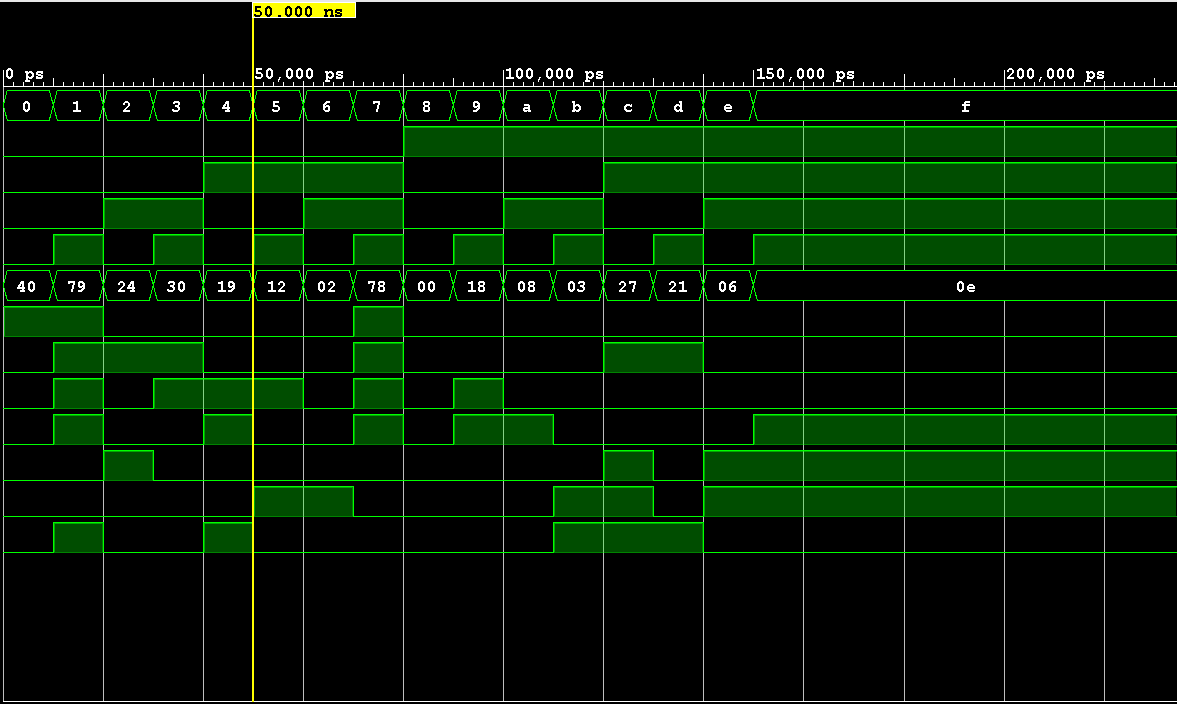 50.000 ns
0 ps 50,000 ps 100,000 ps 150,000 ps 200,000 ps
0 1 2 3 4 5 6 7 8 9 a b c d e f
40 79 24 30 19 12 02 78 00 18 08 03 27 21 06 0e